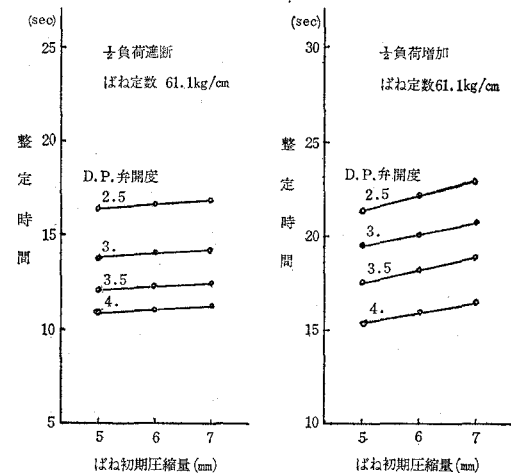 (sec)
25
½負荷遮断
ばね定数 61.1kg/cm
20
整定時間
D.P.弁開度
2.5
15
3.
3.5
4.
10
5
5 6 7
ばね初期圧縮量(mm)
(sec)
30
½負荷増加
ばね定数61.1kg/cm
25
整定時間
D.P.弁開度
2.5
20
3.
3.5
4.
15
10
5 6 7
ばね初期圧縮量(mm)